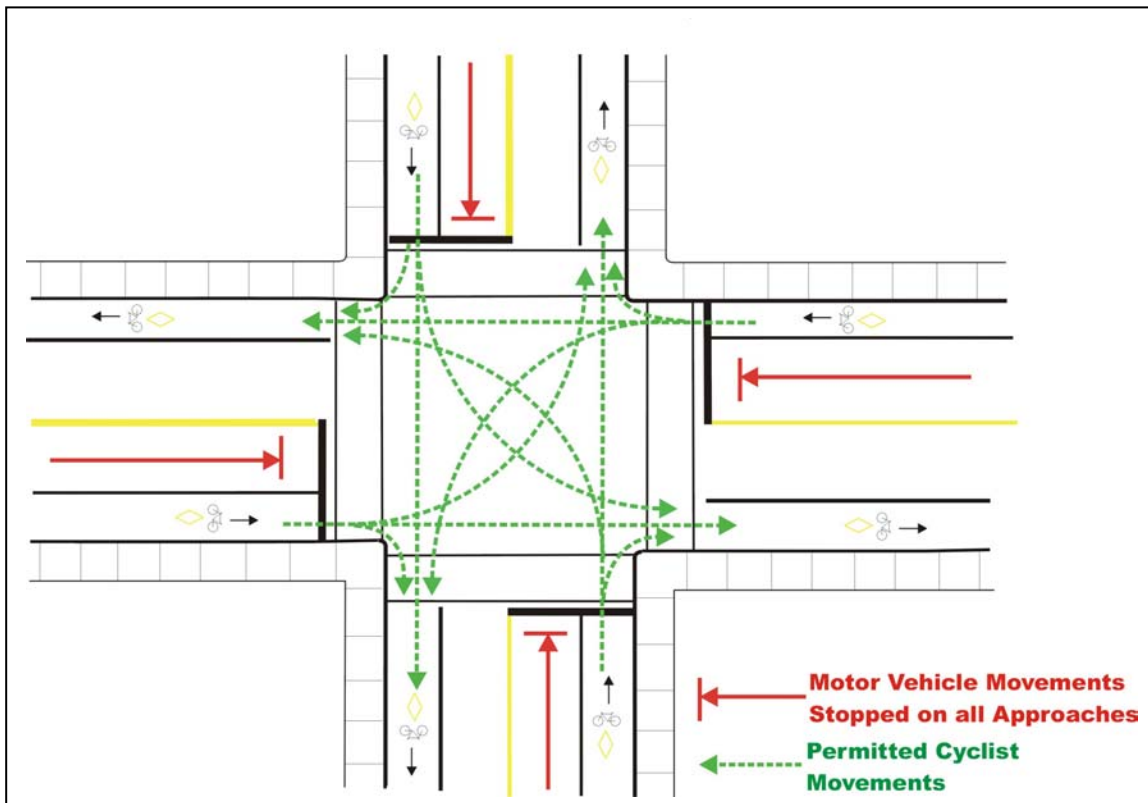 Motor Vehicle Movements
Stopped on all Approaches
Permitted Cyclist
Movements